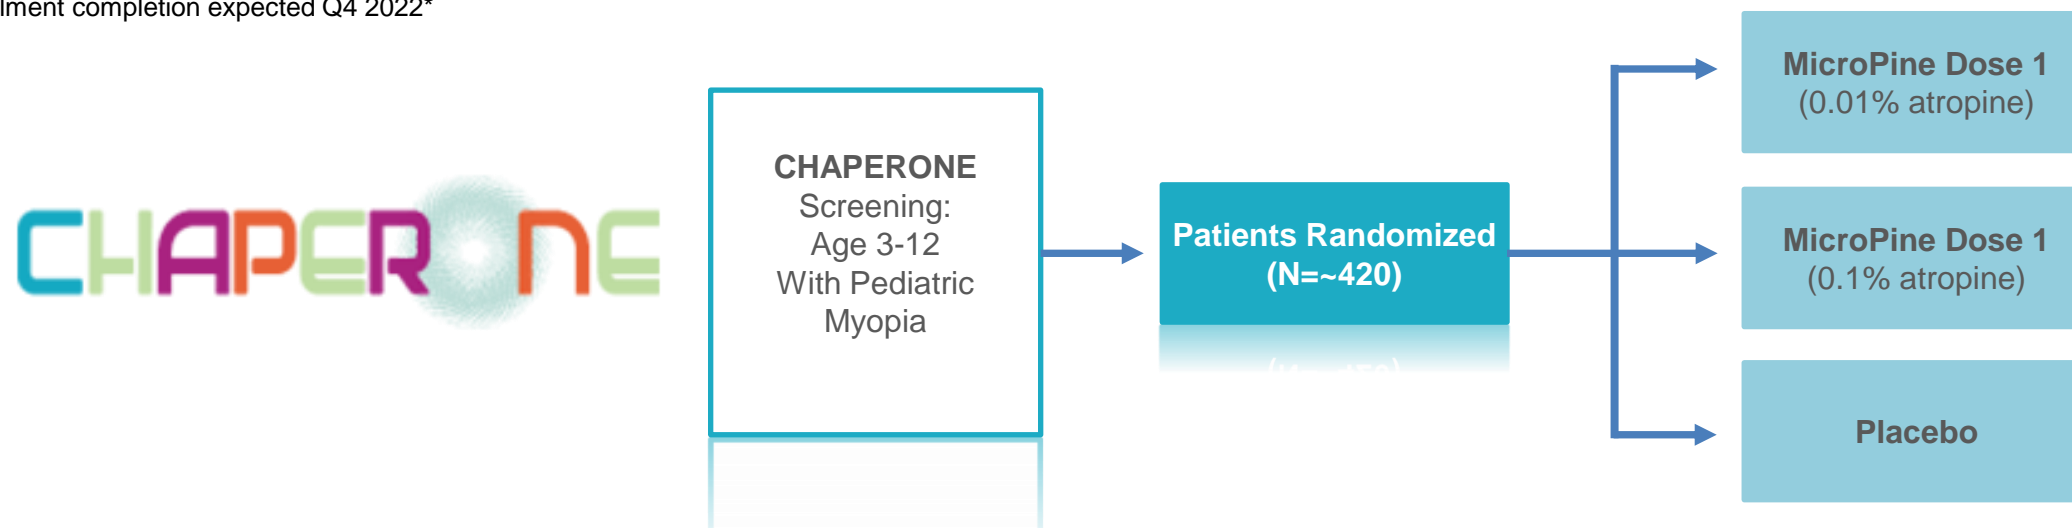 completion expected Q4 2022*
CHAPERONE
CHAPERONE
Screening:
Age 3-12
With Pediatric
Myopia
Patients Randomized
(N=~420)
MicroPine Dose 1
(0.01% atropine)
MicroPine Dose 1
(0.1% atropine)
Placebo